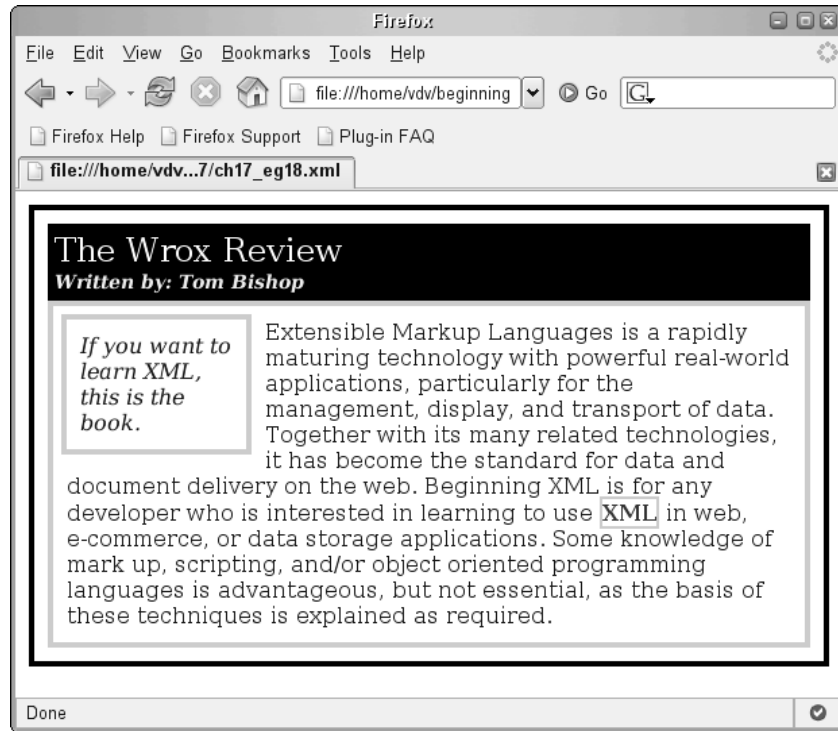 Firefox
File Edit View Go Bookmarks Tools Help
file:///home/vdv/beginning Go G
Firefox Help Firefox Support Plug-in FAQ
file:///home/vdv...7/ch17_eg18.xml
The Wrox Review
Written by: Tom Bishop
If you want to
learn XML,
this is the
book.
Extensible Markup Languages is a rapidly
maturing technology with powerful real-world
applications, particularly for the
management, display, and transport of data.
Together with its many related technologies,
it has become the standard for data and
document delivery on the web. Beginning XML is for any
developer who is interested in learning to use XML in web,
e-commerce, or data storage applications. Some knowledge of
mark up, scripting, and/or object oriented programming
languages is advantageous, but not essential, as the basis of
these techniques is explained as required.
Done